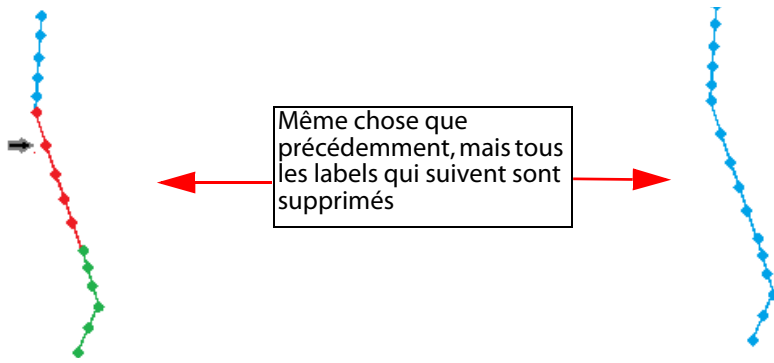 Même chose que
précédemment, mais tous
les labels qui suivent sont
supprimés